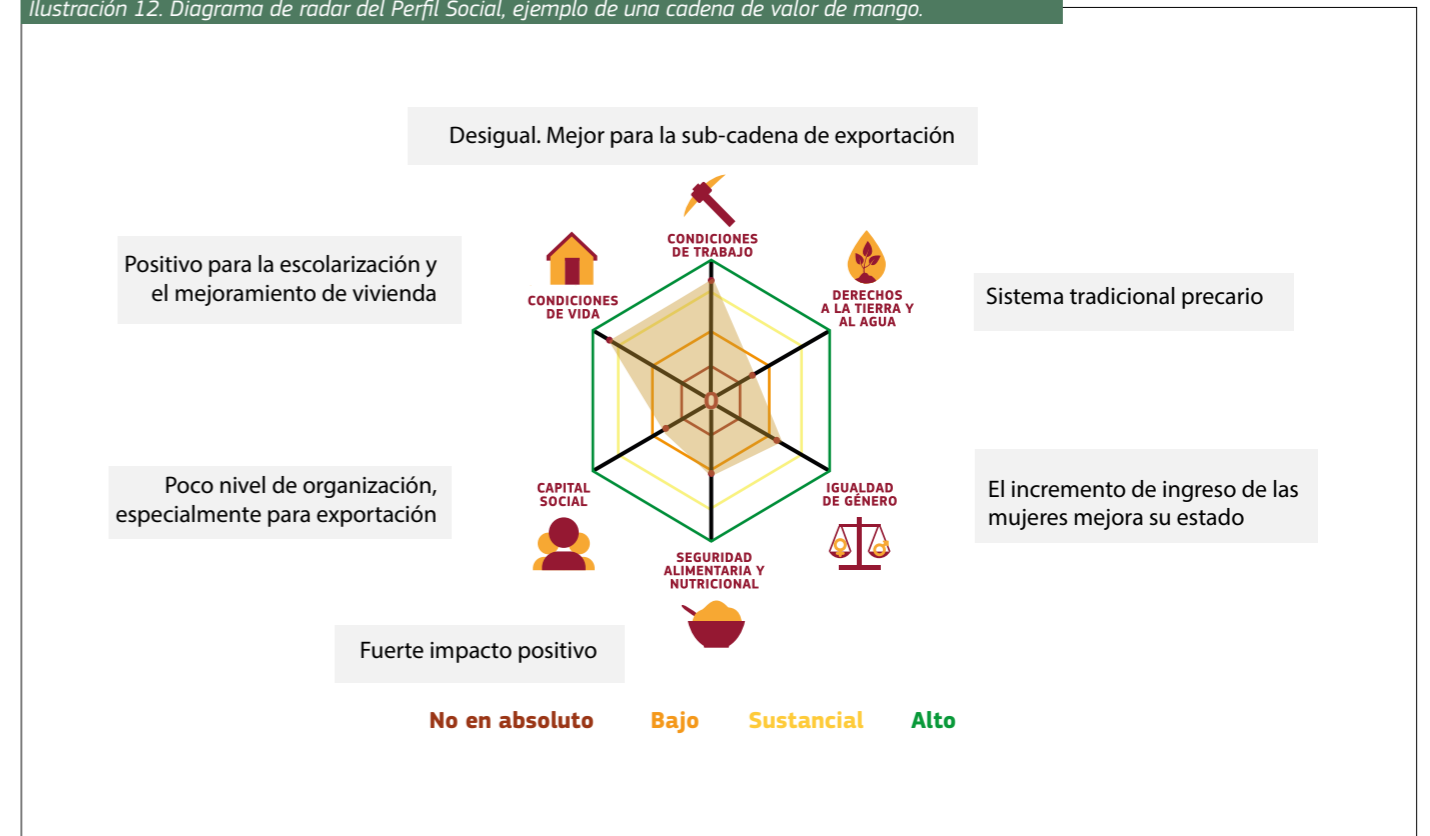 Ilustración 12. Diagrama de radar del Perfil Social, ejemplo de una cadena de valor de mango.
Desigual. Mejor para la sub-cadena de exportación
CONDICIONES
DE TRABAJO
Positivo para la escolarización y
el mejoramiento de vivienda
CONDICIONES
DE VIDA
DERECHOS
A LA TIERRA Y
AL AGUA
Sistema tradicional precario
0
Poco nivel de organización,
especialmente para exportación
CAPITAL
SOCIAL
IGUALDAD
DE GÉNERO
El incremento de ingreso de las
mujeres mejora su estado
SEGURIDAD
ALIMENTARIA Y
NUTRICIONAL
Fuerte impacto positivo
No en absoluto Bajo Sustancial Alto